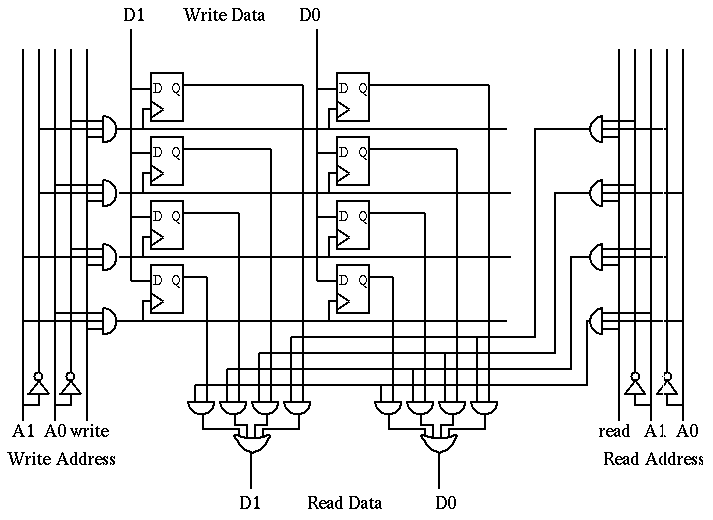 D1 Write Data D0
D Q D Q
D Q D Q
D Q D Q
D Q D Q
A1 A0 write read A1 A0
Write Address Read Address
D1 Read Data D0